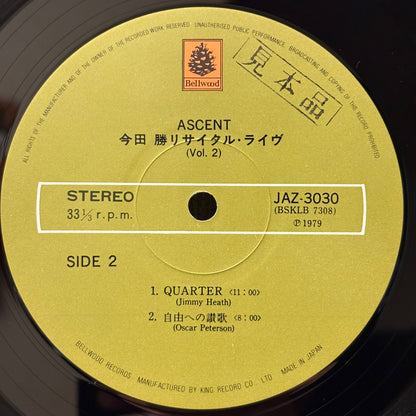 ALL RIGHTS OF THE MANUFACTURER AND OF THE OWNER OF THE RECORDED WORK RESERVED. UNAUTHORISED PUBLIC PERFORMANCE, BROADCASTING AND COPYING OF THIS RECORD PROHIBITED.
Bellwood
見本品
ASCENT
今田 勝リサイタル・ライヴ
(Vol. 2)
STEREO
33⅓ r.p.m.
JAZ-3030
(BSKLB 7308)
Ⓟ1979
SIDE 2
1. QUARTER 〈11:00〉
(Jimmy Heath)
2. 自由への讃歌 〈8:00〉
(Oscar Peterson)
BELLWOOD RECORDS MANUFACTURED BY KING RECORD CO., LTD. MADE IN JAPAN